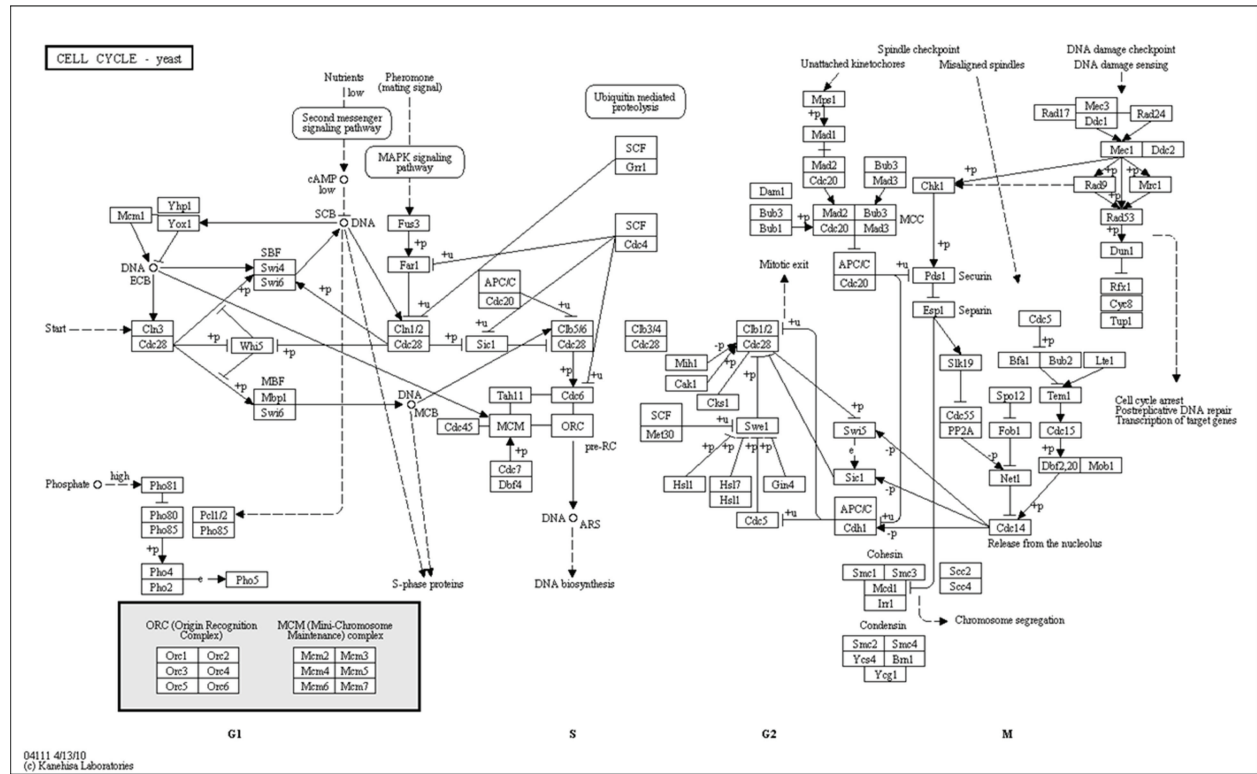 CELL CYCLE - yeast
Nutrients
low
Pheromone
(mating signal)
Second messenger
signaling pathway
MAPK signaling
pathway
cAMP
low
Ubiquitin mediated
proteolysis
SCF
Grr1
SCF
Cdc4
+u
+u
+u
+u
SCB
DNA
Yhp1
Yox1
Mcm1
DNA
ECB
SBF
Swi4
Swi6
Fus3
+p
Far1
APC/C
Cdc20
+u
Start
Cln3
Cdc28
+p
+p
+p
Whi5
+p
+p
Cln1/2
Cdc28
+p
Sic1
Clb5/6
Cdc28
+p
MBF
Mbp1
Swi6
DNA
MCB
Tah11
Cdc6
Cdc45
MCM
ORC
pre-RC
+p
Cdc7
Dbf4
Phosphate
high
Pho81
Pho80
Pho85
Pcl1/2
Pho85
+p
Pho4
Pho2
e
Pho5
S-phase proteins
DNA
ARS
DNA biosynthesis
Spindle checkpoint
Unattached kinetochores
Misaligned spindles
Mps1
+p
Mad1
Mad2
Cdc20
Bub3
Mad3
Dam1
Bub3
Bub1
+p
Mad2
Cdc20
Bub3
Mad3
MCC
Mitotic exit
APC/C
Cdc20
+u
+u
Clb3/4
Cdc28
Clb1/2
Cdc28
Mih1
-p
Cak1
+p
Cks1
+p
SCF
Met30
+u
Swe1
+p
+p
+p
+p
+p
Hsl1
Hsl7
Hsl1
Gin4
+p
Swi5
e
Sic1
-p
-p
Cdc5
+u
APC/C
Cdh1
+u
-p
DNA damage checkpoint
DNA damage sensing
Rad17
Mec3
Ddc1
Rad24
Mec1
Ddc2
+p
Chk1
+p
+p
Rad9
Mrc1
+p
Rad53
+p
Dun1
Rfx1
Cyc8
Tup1
+p
Pds1
Securin
Esp1
Separin
Slk19
Cdc55
PP2A
-p
Cdc5
+p
Bfa1
Bub2
Lte1
Spo12
Fob1
Tem1
Cdc15
+p
Dbf2,20
Mob1
+p
Net1
Cdc14
Release from the nucleolus
Cell cycle arrest
Postreplicative DNA repair
Transcription of target genes
Cohesin
Smc1
Smc3
Mcd1
Irr1
Scc2
Scc4
Chromosome segregation
Condensin
Smc2
Smc4
Ycs4
Brn1
Ycg1
ORC (Origin Recognition
Complex)
Orc1
Orc2
Orc3
Orc4
Orc5
Orc6
MCM (Mini-Chromosome
Maintenance) complex
Mcm2
Mcm3
Mcm4
Mcm5
Mcm6
Mcm7
G1
S
G2
M
04111 4/13/10
(c) Kanehisa Laboratories